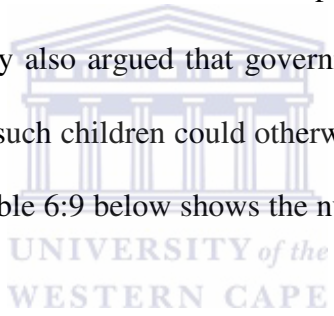 y also argued that govern
such children could otherw
ble 6:9 below shows the n
UNIVERSITY of the
WESTERN CAPE